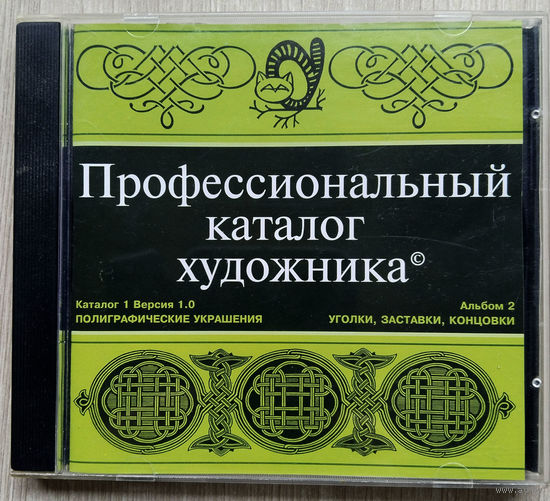 Профессиональный
каталог
художника©
Каталог 1 Версия 1.0
Альбом 2
ПОЛИГРАФИЧЕСКИЕ УКРАШЕНИЯ
УГОЛКИ, ЗАСТАВКИ, КОНЦОВКИ